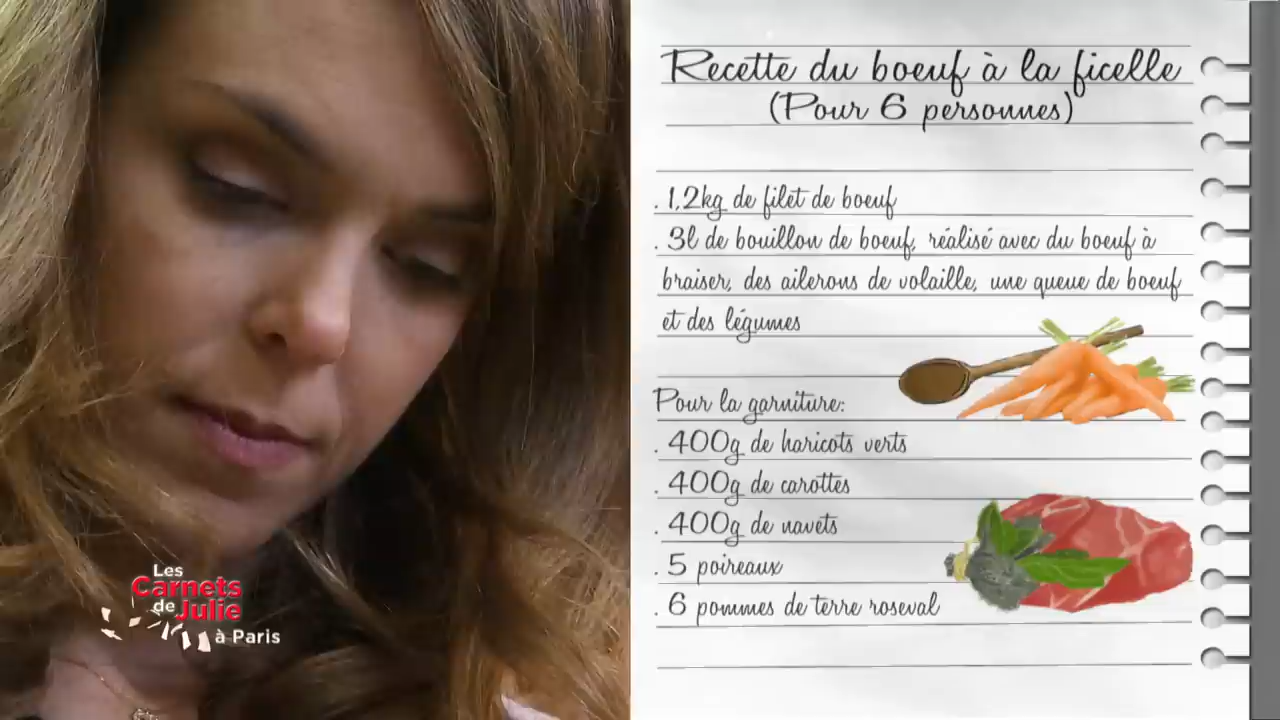 Recette du boeuf à la ficelle
(Pour 6 personnes)
. 1,2kg de filet de boeuf
. 3l de bouillon de boeuf, réalisé avec du boeuf à
braiser, des ailerons de volaille, une queue de boeuf
et des légumes
Pour la garniture:
. 400g de haricots verts
. 400g de carottes
. 400g de navets
. 5 poireaux
. 6 pommes de terre roseval
Les
Carnets
de Julie
à Paris